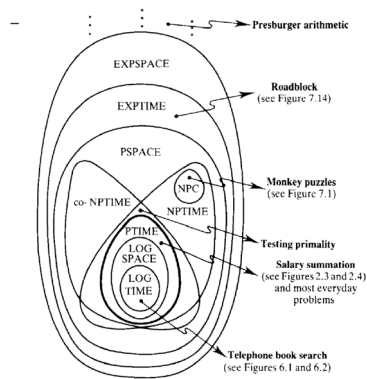 Presburger arithmetic
EXPSPACE
Roadblock
(see Figure 7.14)
EXPTIME
PSPACE
Monkey puzzles
(see Figure 7.1)
NPC
co- NPTIME
NPTIME
Testing primality
PTIME
LOG
SPACE
Salary summation
(see Figures 2.3 and 2.4)
and most everyday
problems
LOG
TIME
Telephone book search
(see Figures 6.1 and 6.2)